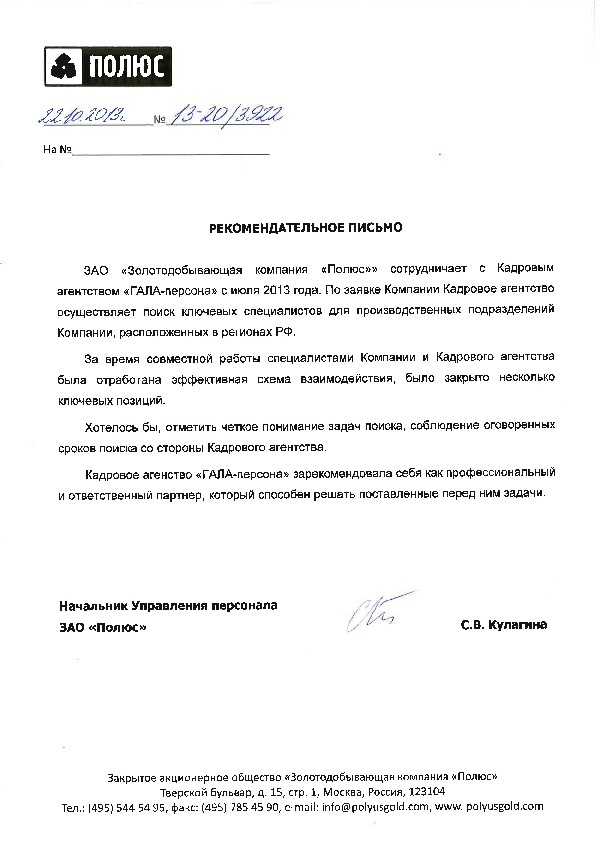 ПОЛЮС
22.10.2013г. № 13-20/3922
На №
РЕКОМЕНДАТЕЛЬНОЕ ПИСЬМО
ЗАО «Золотодобывающая компания «Полюс»» сотрудничает с Кадровым
агентством «ГАЛА-персона» с июля 2013 года. По заявке Компании Кадровое агентство
осуществляет поиск ключевых специалистов для производственных подразделений
Компании, расположенных в регионах РФ.
За время совместной работы специалистами Компании и Кадрового агентства
была отработана эффективная схема взаимодействия, было закрыто несколько
ключевых позиций.
Хотелось бы, отметить четкое понимание задач поиска, соблюдение оговоренных
сроков поиска со стороны Кадрового агентства.
Кадровое агенство «ГАЛА-персона» зарекомендовала себя как профессиональный
и ответственный партнер, который способен решать поставленные перед ним задачи.
Начальник Управления персонала
ЗАО «Полюс» С.В. Кулагина
Закрытое акционерное общество «Золотодобывающая компания «Полюс»
Тверской бульвар, д. 15, стр. 1, Москва, Россия, 123104
Тел.: (495) 544 54 95, факс: (495) 785 45 90, e-mail: info@polyusgold.com, www. polyusgold.com